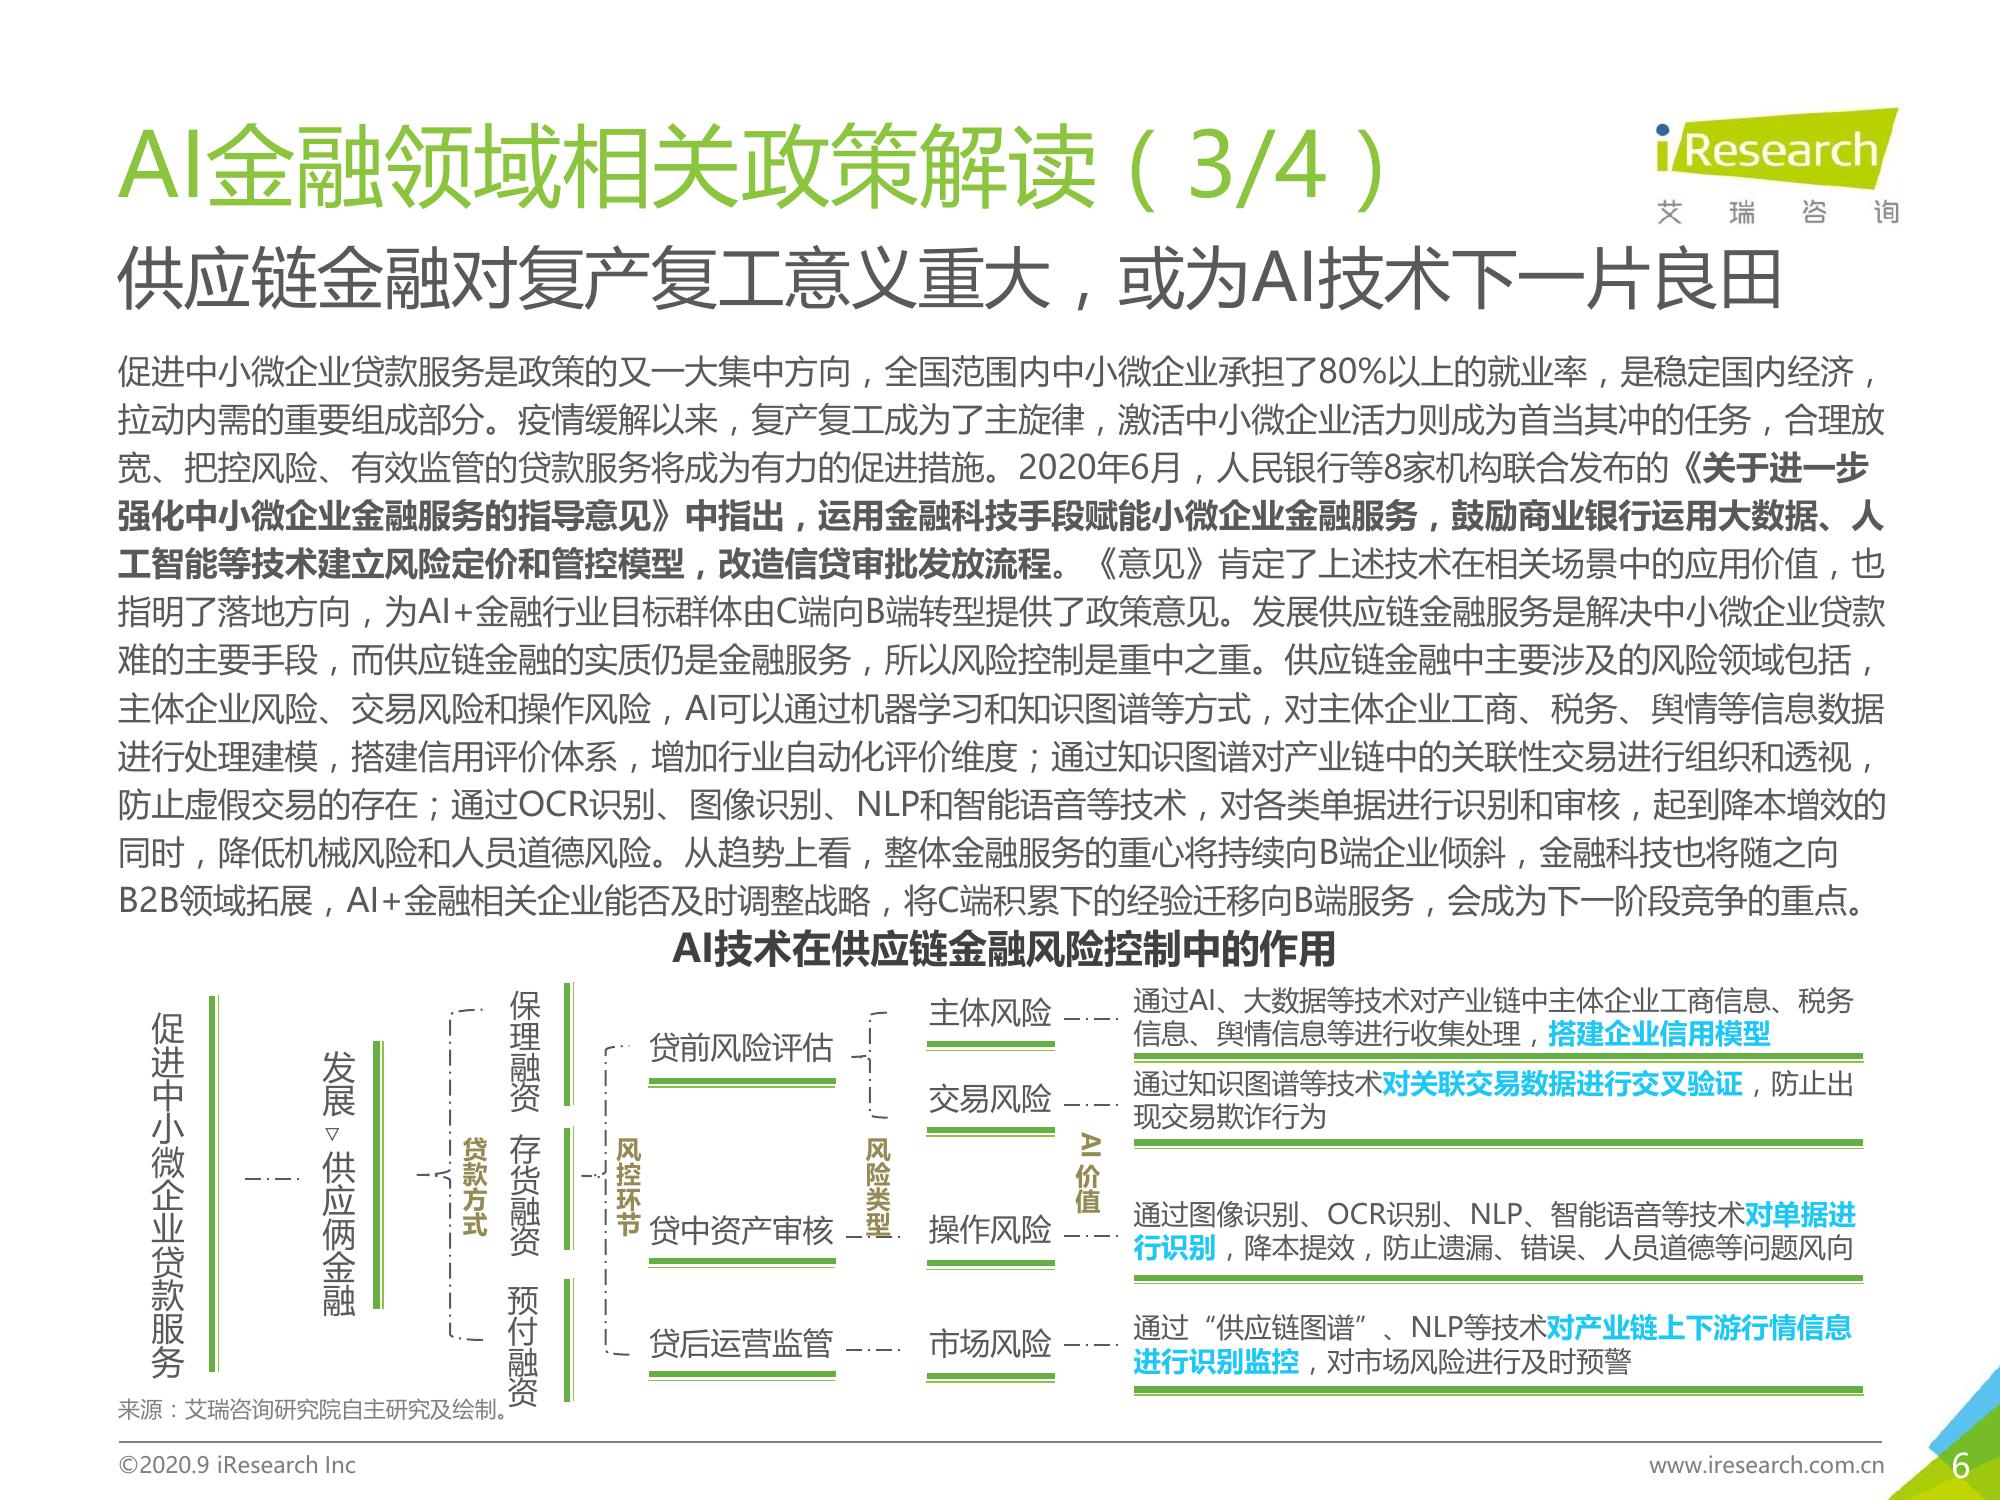 AI金融领域相关政策解读（3/4）
iResearch
艾瑞咨询
供应链金融对复产复工意义重大，或为AI技术下一片良田
促进中小微企业贷款服务是政策的又一大集中方向，全国范围内中小微企业承担了80%以上的就业率，是稳定国内经济，
拉动内需的重要组成部分。疫情缓解以来，复产复工成为了主旋律，激活中小微企业活力则成为首当其冲的任务，合理放
宽、把控风险、有效监管的贷款服务将成为有力的促进措施。2020年6月，人民银行等8家机构联合发布的《关于进一步
强化中小微企业金融服务的指导意见》中指出，运用金融科技手段赋能小微企业金融服务，鼓励商业银行运用大数据、人
工智能等技术建立风险定价和管控模型，改造信贷审批发放流程。《意见》肯定了上述技术在相关场景中的应用价值，也
指明了落地方向，为AI+金融行业目标群体由C端向B端转型提供了政策意见。发展供应链金融服务是解决中小微企业贷款
难的主要手段，而供应链金融的实质仍是金融服务，所以风险控制是重中之重。供应链金融中主要涉及的风险领域包括，
主体企业风险、交易风险和操作风险，AI可以通过机器学习和知识图谱等方式，对主体企业工商、税务、舆情等信息数据
进行处理建模，搭建信用评价体系，增加行业自动化评价维度；通过知识图谱对产业链中的关联性交易进行组织和透视，
防止虚假交易的存在；通过OCR识别、图像识别、NLP和智能语音等技术，对各类单据进行识别和审核，起到降本增效的
同时，降低机械风险和人员道德风险。从趋势上看，整体金融服务的重心将持续向B端企业倾斜，金融科技也将随之向
B2B领域拓展，AI+金融相关企业能否及时调整战略，将C端积累下的经验迁移向B端服务，会成为下一阶段竞争的重点。
AI技术在供应链金融风险控制中的作用
促进中小微企业贷款服务
发展▽供应俩金融
贷款方式
保理融资
存货融资
预付融资
风控环节
贷前风险评估
贷中资产审核
贷后运营监管
风险类型
主体风险
交易风险
操作风险
市场风险
AI价值
通过AI、大数据等技术对产业链中主体企业工商信息、税务
信息、舆情信息等进行收集处理，搭建企业信用模型
通过知识图谱等技术对关联交易数据进行交叉验证，防止出
现交易欺诈行为
通过图像识别、OCR识别、NLP、智能语音等技术对单据进
行识别，降本提效，防止遗漏、错误、人员道德等问题风向
通过“供应链图谱”、NLP等技术对产业链上下游行情信息
进行识别监控，对市场风险进行及时预警
来源：艾瑞咨询研究院自主研究及绘制。
©2020.9 iResearch Inc
www.iresearch.com.cn
6